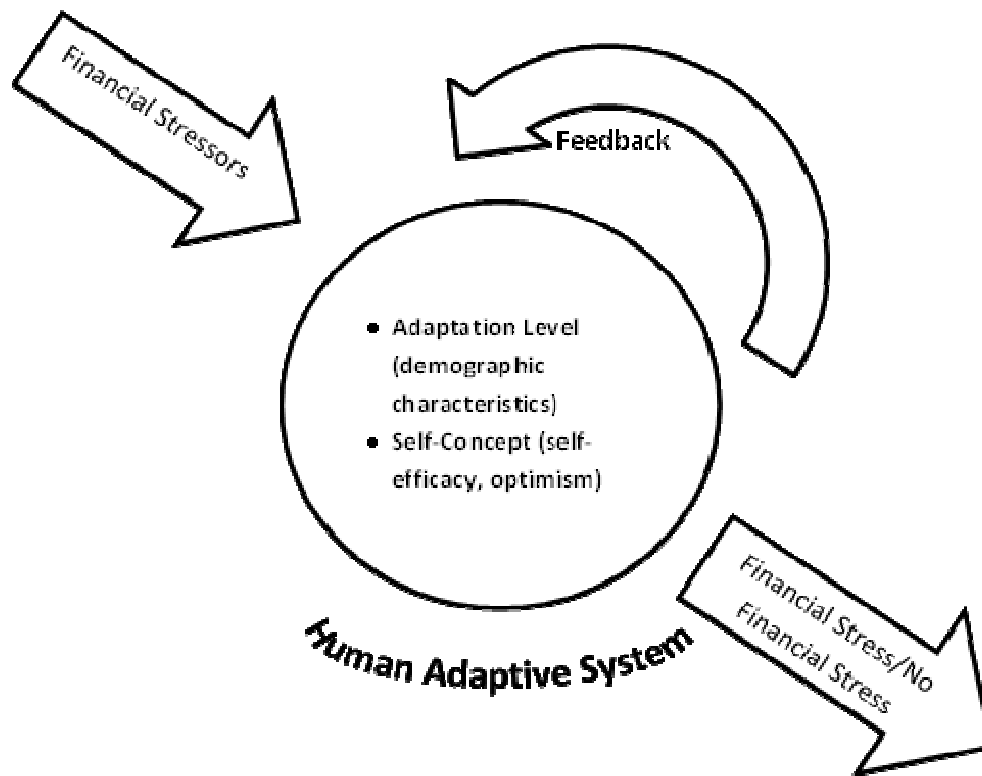 Financial Stressors
Feedback
• Adaptation Level
(demographic
characteristics)
• Self-Concept (self-
efficacy, optimism)
Human Adaptive System
Financial Stress/No
Financial Stress